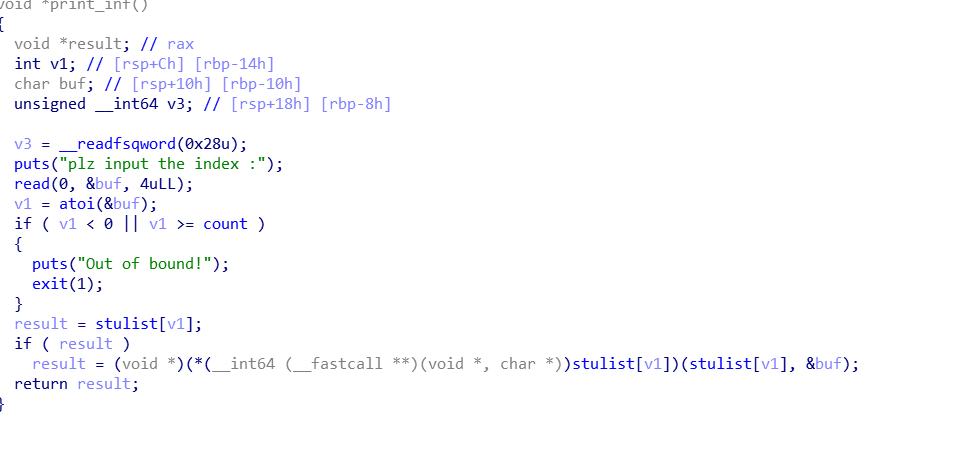 void *print_inf()
{
  void *result; // rax
  int v1; // [rsp+Ch] [rbp-14h]
  char buf; // [rsp+10h] [rbp-10h]
  unsigned __int64 v3; // [rsp+18h] [rbp-8h]

  v3 = __readfsqword(0x28u);
  puts("plz input the index :");
  read(0, &buf, 4uLL);
  v1 = atoi(&buf);
  if ( v1 < 0 || v1 >= count )
  {
    puts("Out of bound!");
    exit(1);
  }
  result = stulist[v1];
  if ( result )
    result = (void *)(*(__int64 (__fastcall **)(void *, char *))stulist[v1])(stulist[v1], &buf);
  return result;
}